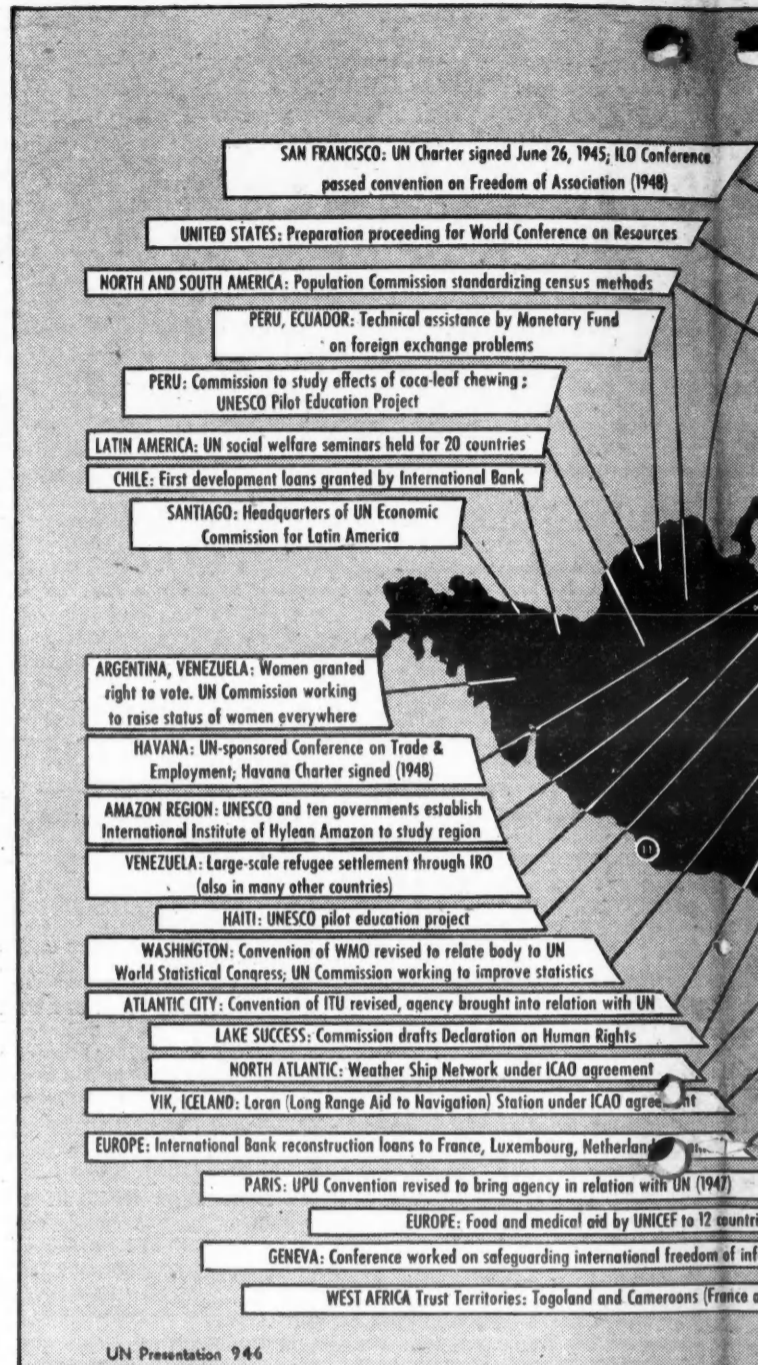 SAN FRANCISCO: UN Charter signed June 26, 1945; ILO Conference
passed convention on Freedom of Association (1948)
UNITED STATES: Preparation proceeding for World Conference on Resources
NORTH AND SOUTH AMERICA: Population Commission standardizing census methods
PERU, ECUADOR: Technical assistance by Monetary Fund
on foreign exchange problems
PERU: Commission to study effects of coca-leaf chewing;
UNESCO Pilot Education Project
LATIN AMERICA: UN social welfare seminars held for 20 countries
CHILE: First development loans granted by International Bank
SANTIAGO: Headquarters of UN Economic
Commission for Latin America
ARGENTINA, VENEZUELA: Women granted
right to vote. UN Commission working
to raise status of women everywhere
HAVANA: UN-sponsored Conference on Trade &
Employment; Havana Charter signed (1948)
AMAZON REGION: UNESCO and ten governments establish
International Institute of Hylean Amazon to study region
11
VENEZUELA: Large-scale refugee settlement through IRO
(also in many other countries)
HAITI: UNESCO pilot education project
WASHINGTON: Convention of WMO revised to relate body to UN
World Statistical Congress; UN Commission working to improve statistics
ATLANTIC CITY: Convention of ITU revised, agency brought into relation with UN
LAKE SUCCESS: Commission drafts Declaration on Human Rights
NORTH ATLANTIC: Weather Ship Network under ICAO agreement
VIK, ICELAND: Loran (Long Range Aid to Navigation) Station under ICAO
EUROPE: International Bank reconstruction loans to France, Luxembourg,
PARIS: UPU Convention revised to bring agency in relation with UN (1947)
EUROPE: Food and medical aid by UNICEF to 12
GENEVA: Conference worked on safeguarding international freedom of
WEST AFRICA Trust Territories: Togoland and Cameroons (France
UN Presentation 946